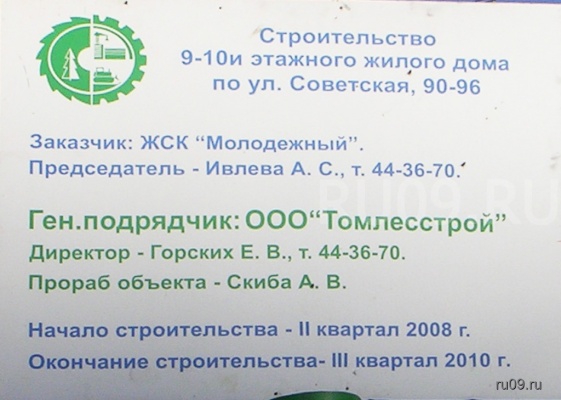 Строительство
9-10и этажного жилого дома
по ул. Советская, 90-96
Заказчик: ЖСК “Молодежный”.
Председатель - Ивлева А. С., т. 44-36-70.
RU09.RU
Ген.подрядчик: ООО“Томлесстрой”
Директор - Горских Е. В., т. 44-36-70.
Прораб объекта - Скиба А. В.
Начало строительства - II квартал 2008 г.
Окончание строительства- III квартал 2010 г.
ru09.ru